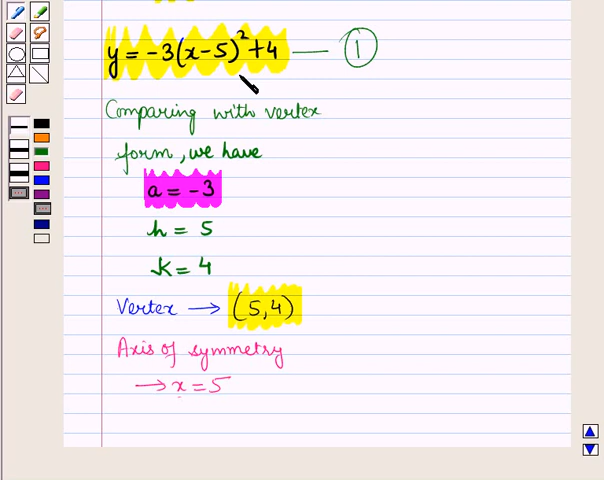 y = -3(x-5)² + 4 —— ①
Comparing with vertex
form, we have
a = -3
h = 5
k = 4
Vertex → (5,4)
Axis of symmetry
→ x = 5